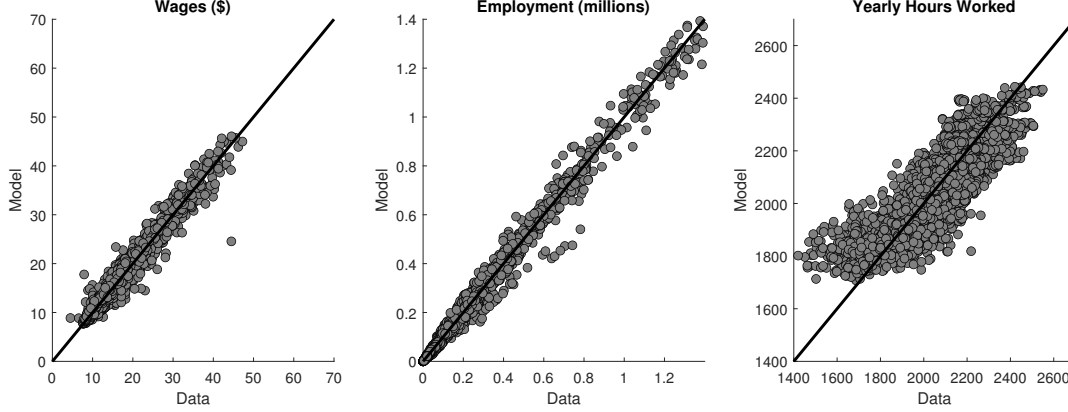 Wages ($)
70
60
50
40
30
20
10
0
0 10 20 30 40 50 60 70
Model
Data
Employment (millions)
1.4
1.2
1
0.8
0.6
0.4
0.2
0
0 0.2 0.4 0.6 0.8 1 1.2
Model
Data
Yearly Hours Worked
2600
2400
2200
2000
1800
1600
1400
1400 1600 1800 2000 2200 2400 2600
Model
Data